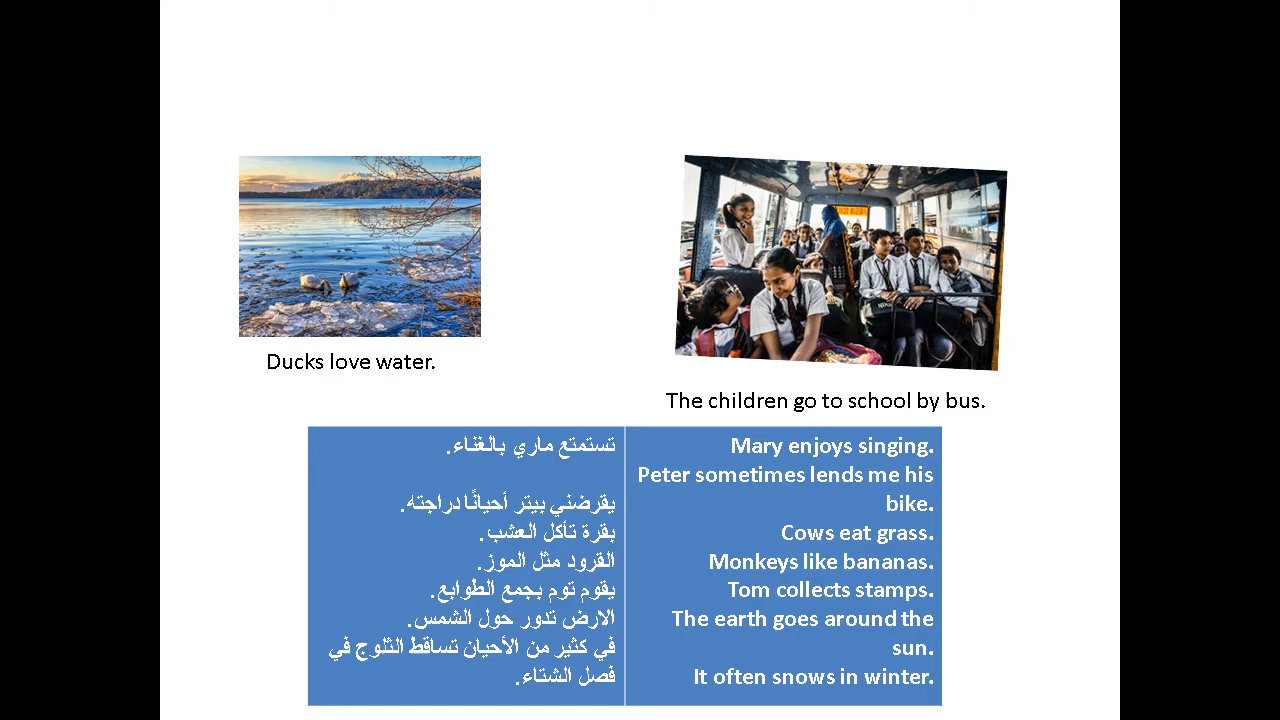 Ducks love water.
The children go to school by bus.
Mary enjoys singing.
Peter sometimes lends me his
bike.
Cows eat grass.
Monkeys like bananas.
Tom collects stamps.
The earth goes around the
sun.
It often snows in winter.
تستمتع ماري بالغناء.
يقرضني بيتر أحيانًا دراجته.
بقرة تأكل العشب.
القرود مثل الموز.
يقوم توم بجمع الطوابع.
الارض تدور حول الشمس.
في كثير من الأحيان تساقط الثلوج في
فصل الشتاء.